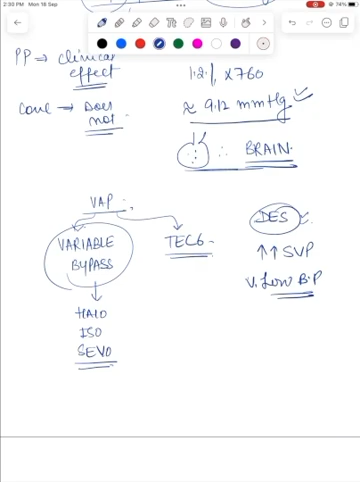 2:30 PM Mon 18 Sep
74%
PP → Clinical effect
1.2% × 760
Conc → Does not.
≈ 9.12 mmHg
∴ BRAIN.
VAP
VARIABLE BYPASS
TEC6
DES
↑↑ SVP
V. Low B.P
HALO
ISO
SEVO